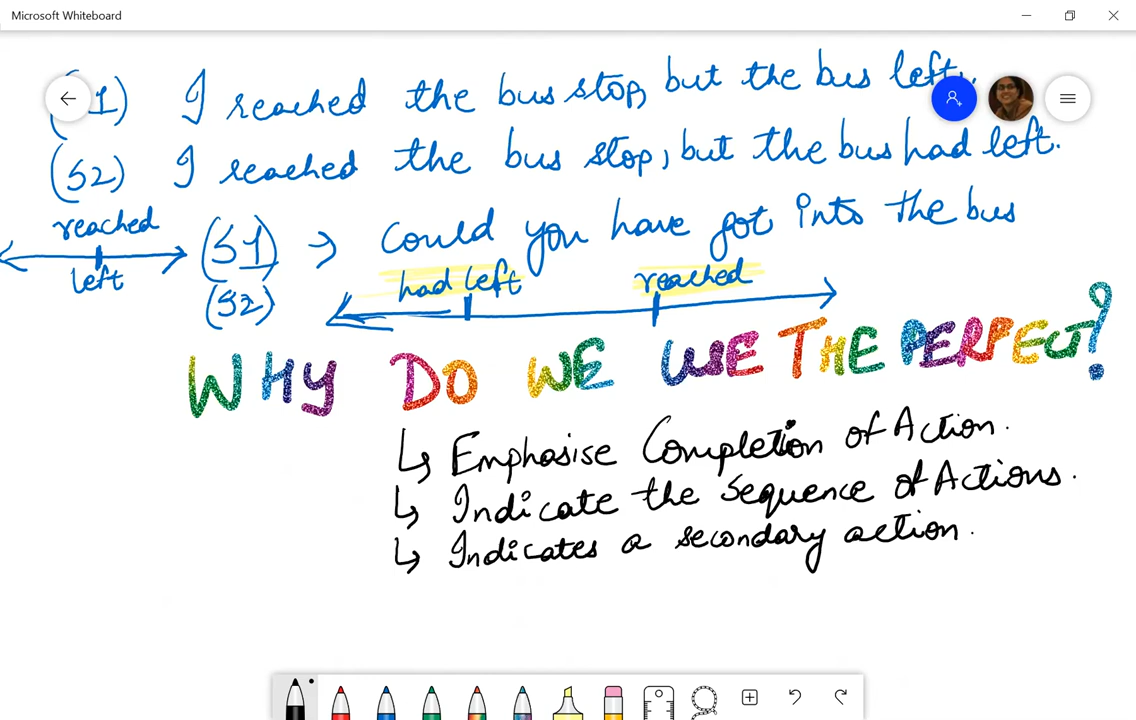 Microsoft Whiteboard
(S1) I reached the bus stop, but the bus left.
(S2) I reached the bus stop, but the bus had left.
reached
left
(S1) → Could you have got into the bus
(S2)
had left reached
WHY DO WE USE THE PERFECT?
↳ Emphasise Completion of Action.
↳ Indicate the Sequence of Actions.
↳ Indicates a secondary action.